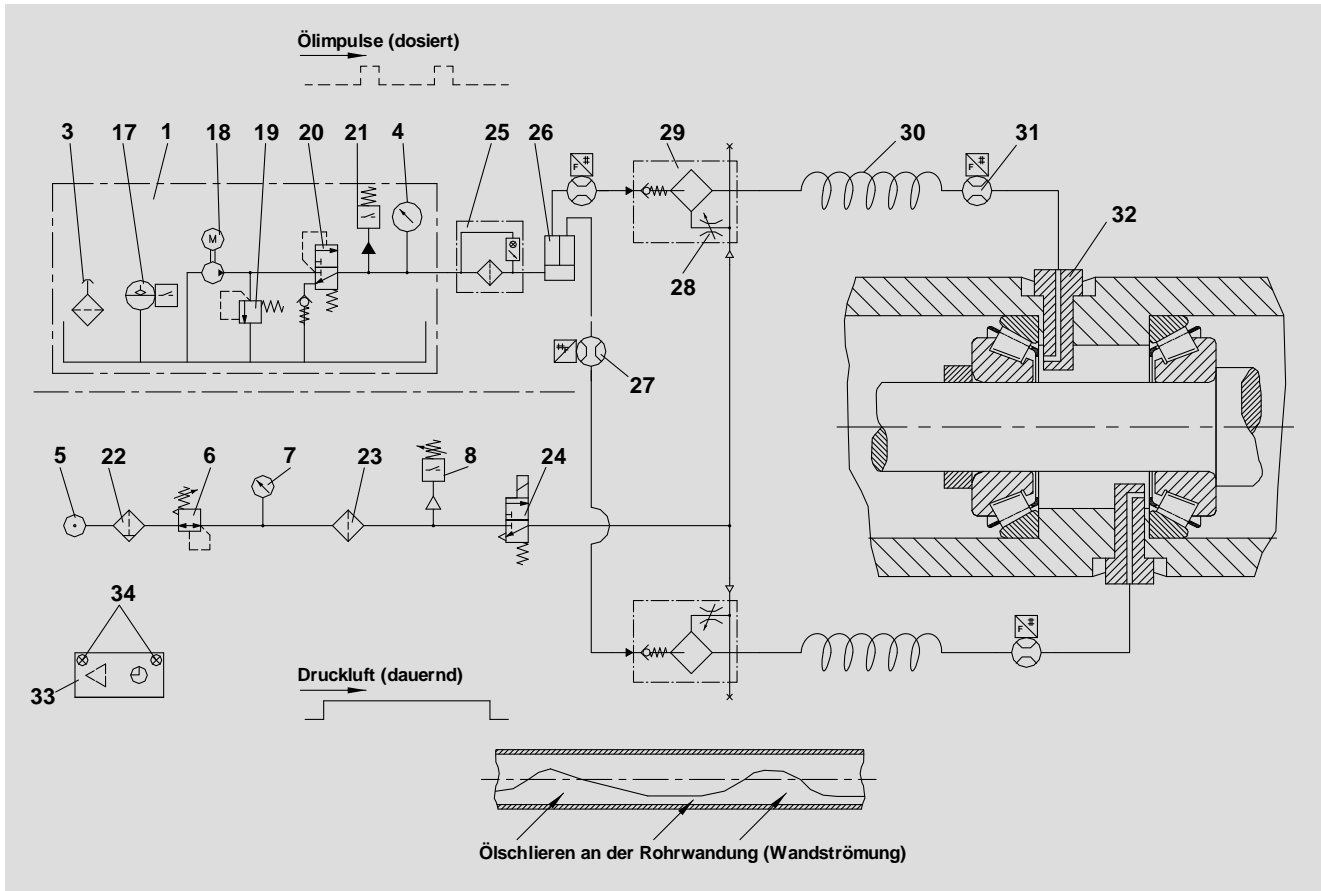 Ölimpulse (dosiert)
3 17 1 18 19 20 21 4 25 26 29 30 31
F #
F #
M
32
28
# F
27
5 22 6 7 23 8 24
34
F #
33
Druckluft (dauernd)
Ölschlieren an der Rohrwandung (Wandströmung)